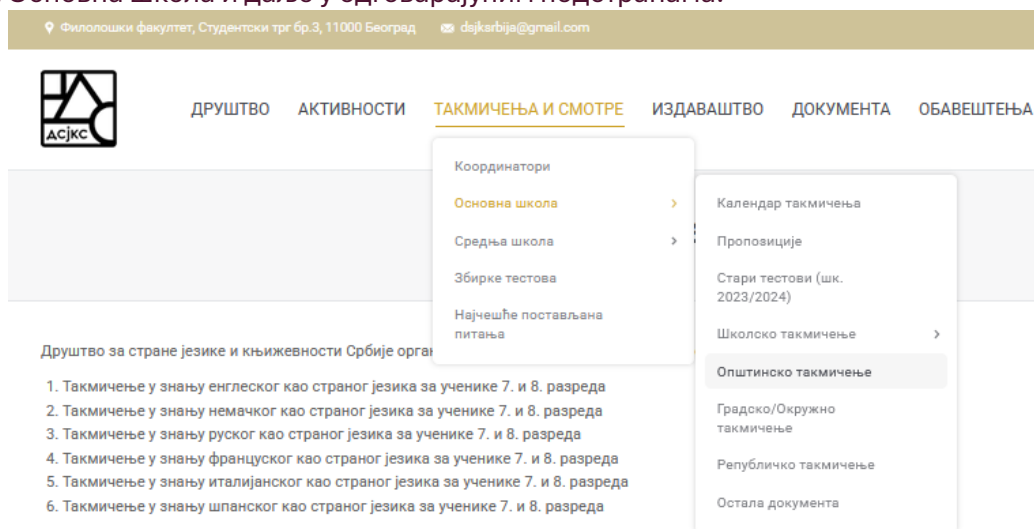 Основна школа и даље у одговарајућим подстранама.
Филолошки факултет, Студентски трг бр.3, 11000 Београд
dsjksrbija@gmail.com
ДСЈКС
ДРУШТВО
АКТИВНОСТИ
ТАКМИЧЕЊА И СМОТРЕ
ИЗДАВАШТВО
ДОКУМЕНТА
ОБАВЕШТЕЊА
Координатори
Основна школа
Средња школа
Збирке тестова
Најчешће постављана
питања
Календар такмичења
Пропозиције
Стари тестови (шк.
2023/2024)
Школско такмичење
Општинско такмичење
Градско/Окружно
такмичење
Републичко такмичење
Остала документа
Друштво за стране језике и књижевности Србије орга
1. Такмичење у знању енглеског као страног језика за ученике 7. и 8. разреда
2. Такмичење у знању немачког као страног језика за ученике 7. и 8. разреда
3. Такмичење у знању руског као страног језика за ученике 7. и 8. разреда
4. Такмичење у знању француског као страног језика за ученике 7. и 8. разреда
5. Такмичење у знању италијанског као страног језика за ученике 7. и 8. разреда
6. Такмичење у знању шпанског као страног језика за ученике 7. и 8. разреда